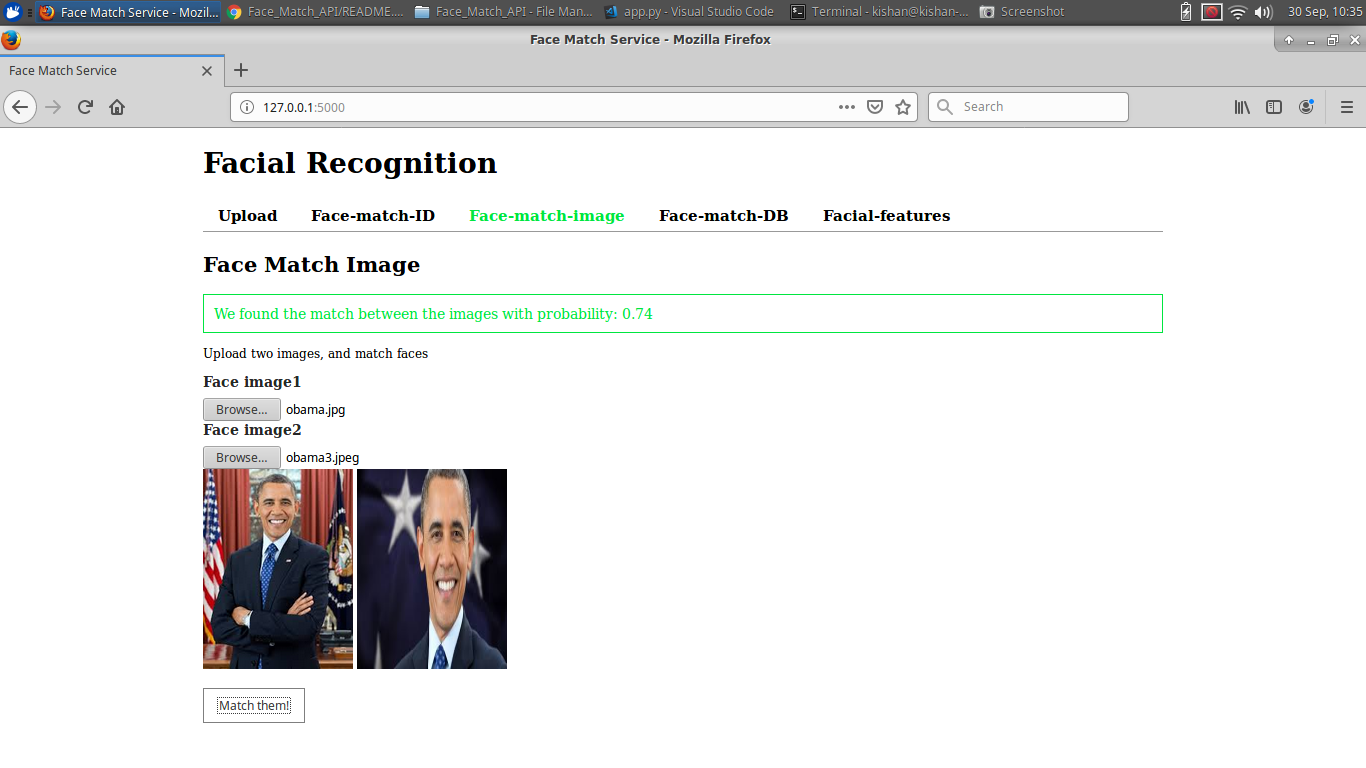 Face Match Service - Mozil...
Face_Match_API/README....
Face_Match_API - File Man...
app.py - Visual Studio Code
Terminal - kishan@kishan-...
Screenshot
30 Sep, 10:35
Face Match Service - Mozilla Firefox
Face Match Service
127.0.0.1:5000
Search
Facial Recognition
Upload Face-match-ID Face-match-image Face-match-DB Facial-features
Face Match Image
We found the match between the images with probability: 0.74
Upload two images, and match faces
Face image1
Browse... obama.jpg
Face image2
Browse... obama3.jpeg
Match them!